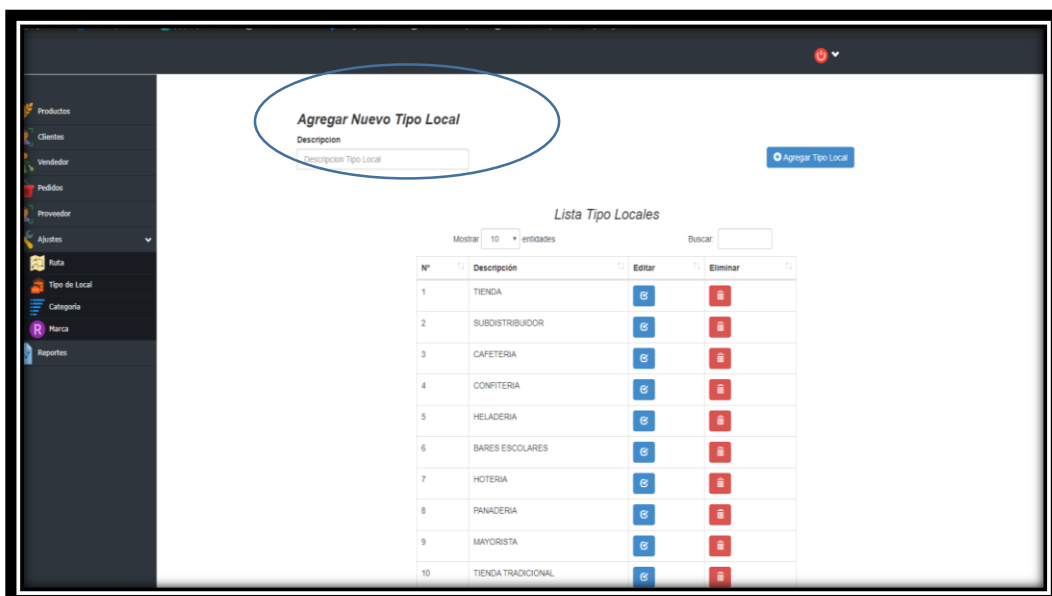 Productos
Clientes
Vendedor
Pedidos
Proveedor
Ajustes
Ruta
Tipo de Local
Categoria
R Marca
Reportes
Agregar Nuevo Tipo Local
Descripcion
Descripcion Tipo Local
Agregar Tipo Local
Lista Tipo Locales
Mostrar 10 entidades Buscar:
N° Descripción Editar Eliminar
1 TIENDA
2 SUBDISTRIBUIDOR
3 CAFETERIA
4 CONFITERIA
5 HELADERIA
6 BARES ESCOLARES
7 HOTERIA
8 PANADERIA
9 MAYORISTA
10 TIENDA TRADICIONAL